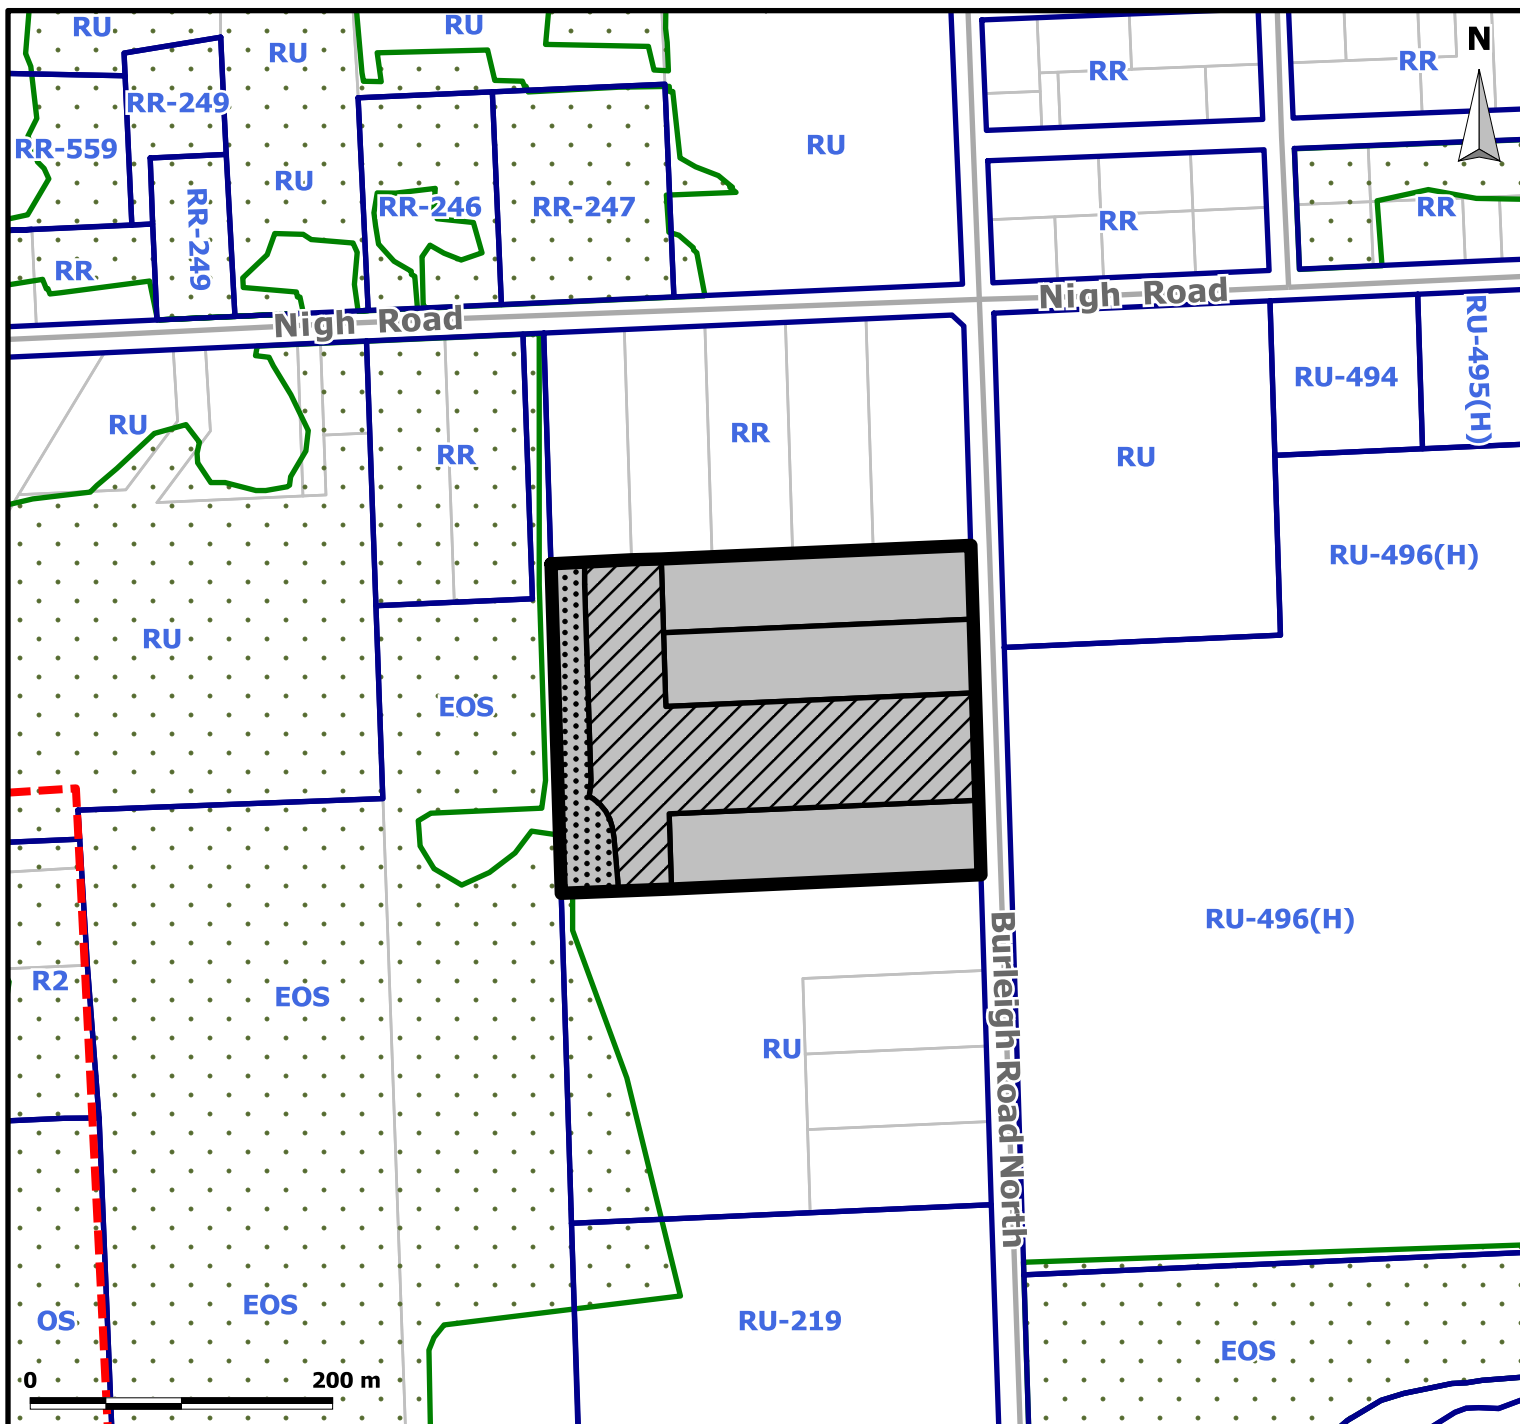 RU
RU
RU
RR
RR
N
RR-249
RR-559
RU
RU
RR-246
RR-247
RR-249
RR
RR
RR
Nigh Road
Nigh Road
RU
RR
RR
RU
RU-494
RU-495(H)
RU-496(H)
RU
EOS
RU-496(H)
R2
EOS
RU
Burleigh Road North
OS
EOS
RU-219
EOS
0
200 m